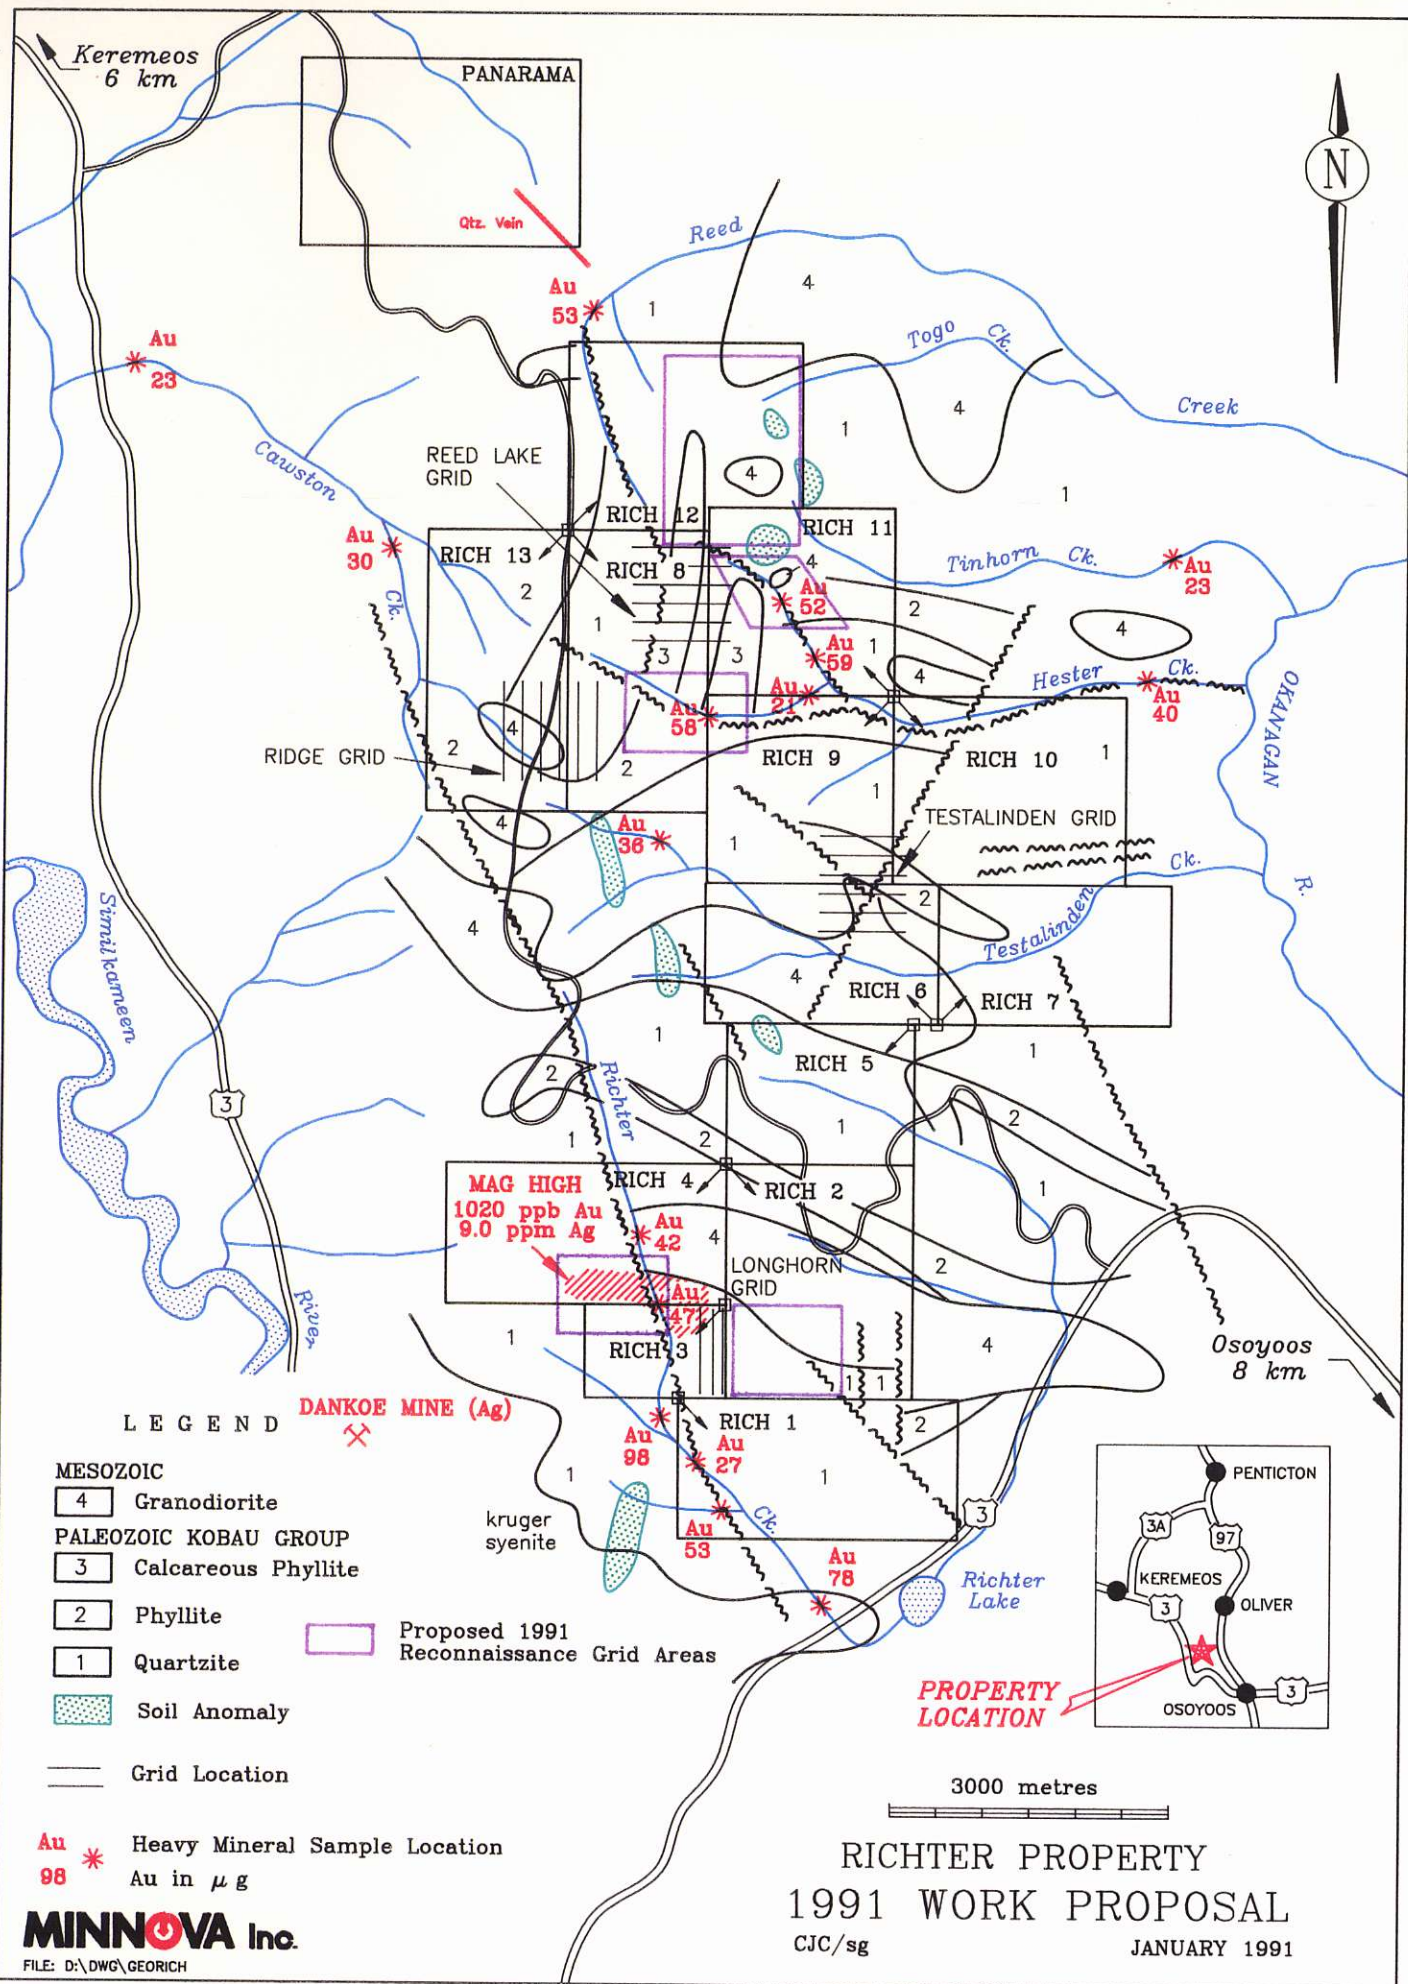 Keremeos
6 km
PANARAMA
N
Qtz. Vein
Reed
Au
53
1
4
Au
23
Togo Ck.
4
Creek
1
REED LAKE
GRID
Cawston
4
1
RICH 12
RICH 11
Au
30
RICH 13
RICH 8
4
Tinhorn Ck.
Au
23
Ck.
2
Au
52
2
1
4
3
3
Au
59
1
4
Hester Ck.
OKANAGAN
Au
21
Au
58
Au
40
4
2
RIDGE GRID
2
RICH 9
RICH 10
1
1
4
Au
36
1
TESTALINDEN GRID
Ck.
R.
2
Similkameen
4
Testalinden
4
RICH 6
RICH 7
1
RICH 5
1
2
Richter
3
2
1
1
2
RICH 4
RICH 2
1
MAG HIGH
1020 ppb Au
9.0 ppm Ag
Au
42
4
LONGHORN
GRID
2
River
Au
47
1
RICH 3
4
Osoyoos
8 km
1
1
DANKOE MINE (Ag)
LEGEND
RICH 1
2
Au
98
Au
27
1
1
MESOZOIC
4 Granodiorite
PALEOZOIC KOBAU GROUP
3 Calcareous Phyllite
2 Phyllite
1 Quartzite
Soil Anomaly
Grid Location
Au
98
Heavy Mineral Sample Location
Au in μ g
kruger
syenite
Ck.
Au
53
Au
78
3
Richter
Lake
Proposed 1991
Reconnaissance Grid Areas
PENTICTON
3A
97
KEREMEOS
3
OLIVER
OSOYOOS
3
PROPERTY
LOCATION
3000 metres
RICHTER PROPERTY
1991 WORK PROPOSAL
CJC/sg
JANUARY 1991
MINNOVA Inc.
FILE: D:\DWG\GEORICH